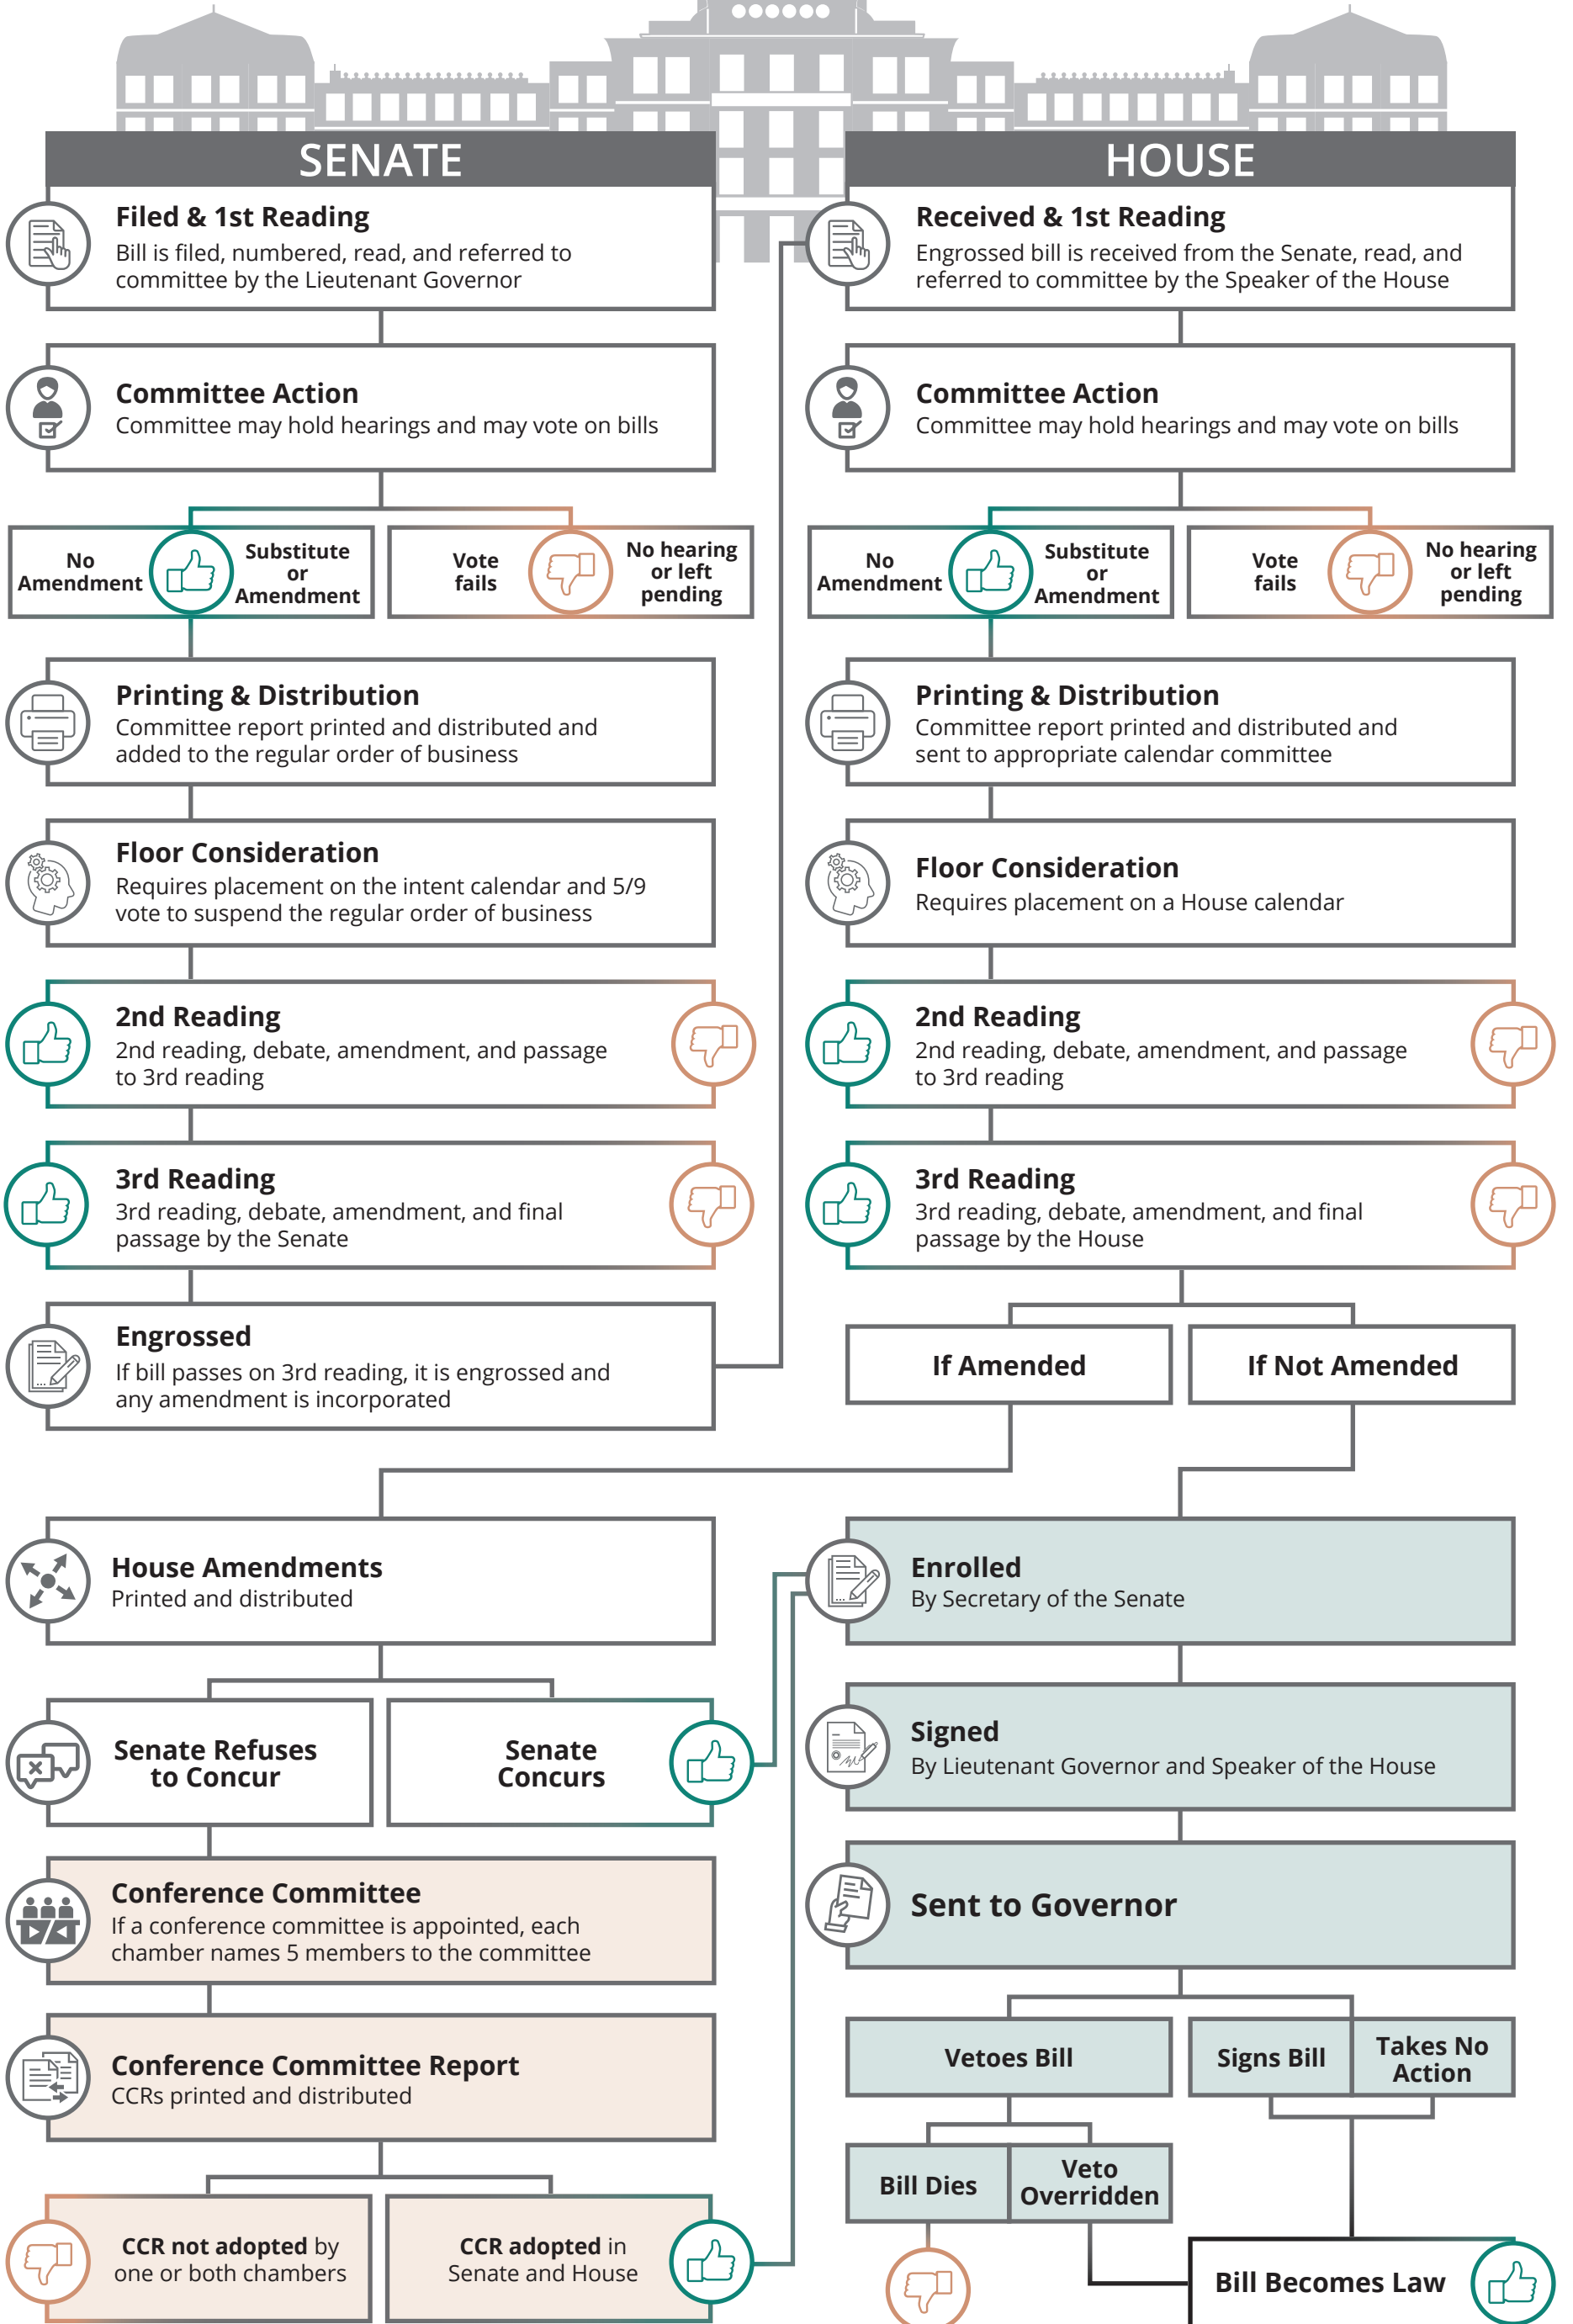 SENATE
Filed & 1st Reading
Bill is filed, numbered, read, and referred to
committee by the Lieutenant Governor
Committee Action
Committee may hold hearings and may vote on bills
No
Amendment
Substitute
or
Amendment
Vote
fails
No hearing
or left
pending
Printing & Distribution
Committee report printed and distributed and
added to the regular order of business
Floor Consideration
Requires placement on the intent calendar and 5/9
vote to suspend the regular order of business
2nd Reading
2nd reading, debate, amendment, and passage
to 3rd reading
3rd Reading
3rd reading, debate, amendment, and final
passage by the Senate
Engrossed
If bill passes on 3rd reading, it is engrossed and
any amendment is incorporated
HOUSE
Received & 1st Reading
Engrossed bill is received from the Senate, read, and
referred to committee by the Speaker of the House
Committee Action
Committee may hold hearings and may vote on bills
No
Amendment
Substitute
or
Amendment
Vote
fails
No hearing
or left
pending
Printing & Distribution
Committee report printed and distributed and
sent to appropriate calendar committee
Floor Consideration
Requires placement on a House calendar
2nd Reading
2nd reading, debate, amendment, and passage
to 3rd reading
3rd Reading
3rd reading, debate, amendment, and final
passage by the House
If Amended
If Not Amended
House Amendments
Printed and distributed
Senate Refuses
to Concur
Senate
Concurs
Conference Committee
If a conference committee is appointed, each
chamber names 5 members to the committee
Conference Committee Report
CCRs printed and distributed
CCR not adopted by
one or both chambers
CCR adopted in
Senate and House
Enrolled
By Secretary of the Senate
Signed
By Lieutenant Governor and Speaker of the House
Sent to Governor
Vetoes Bill
Signs Bill
Takes No
Action
Bill Dies
Veto
Overridden
Bill Becomes Law